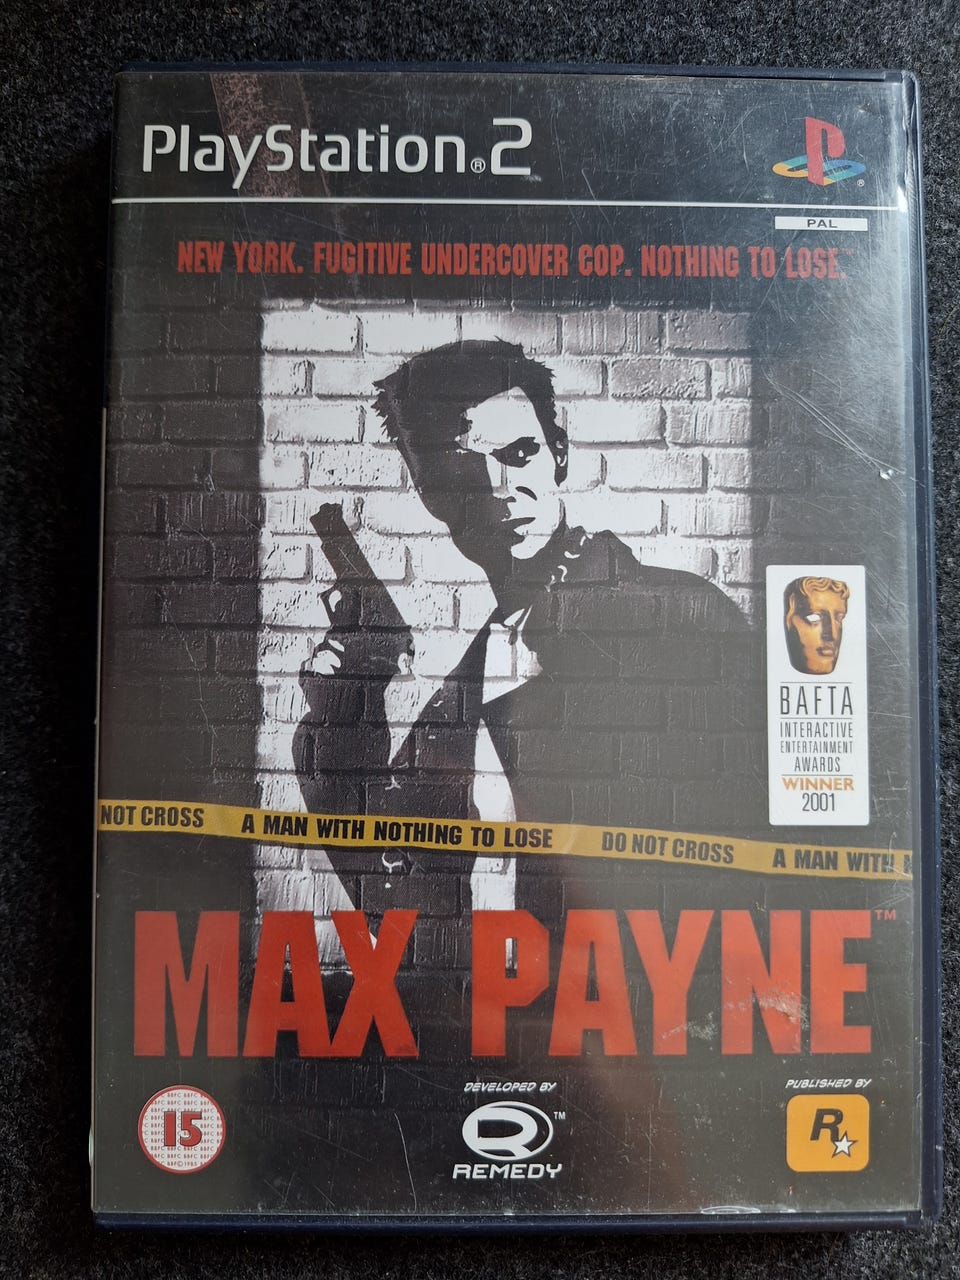 PlayStation®2
PAL
NEW YORK. FUGITIVE UNDERCOVER COP. NOTHING TO LOSE.
BAFTA
INTERACTIVE
ENTERTAINMENT
AWARDS
WINNER
2001
NOT CROSS A MAN WITH NOTHING TO LOSE DO NOT CROSS A MAN WITH
MAX PAYNE™
15
DEVELOPED BY
R™
REMEDY
PUBLISHED BY
R